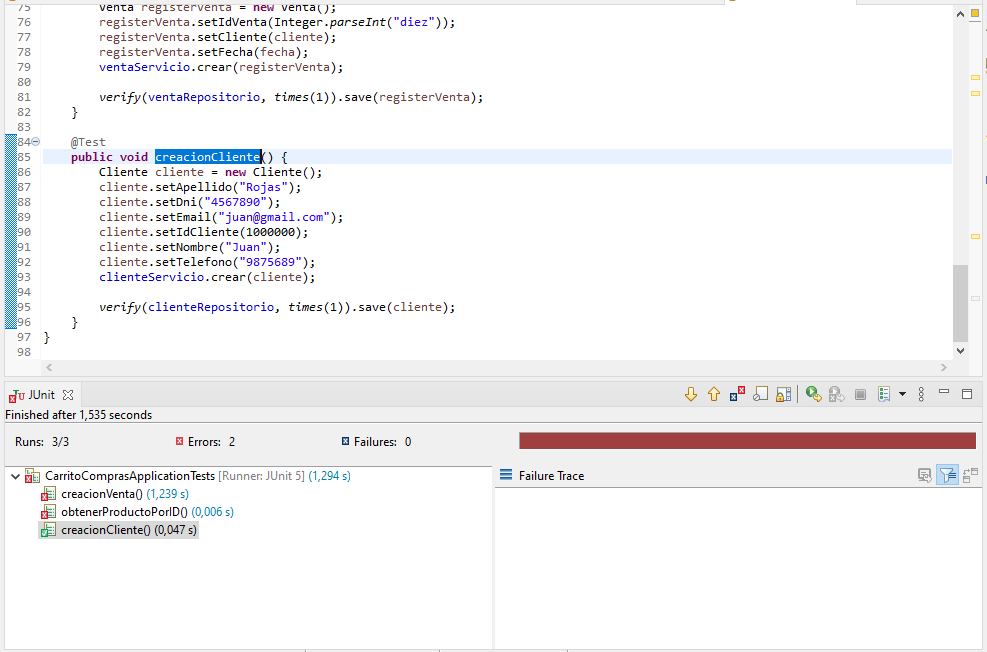 75 Venta registerVenta = new Venta();
76 registerVenta.setIdVenta(Integer.parseInt("diez"));
77 registerVenta.setCliente(cliente);
78 registerVenta.setFecha(fecha);
79 ventaServicio.crear(registerVenta);
80
81 verify(ventaRepositorio, times(1)).save(registerVenta);
82 }
83
84 @Test
85 public void creacionCliente() {
86 Cliente cliente = new Cliente();
87 cliente.setApellido("Rojas");
88 cliente.setDni("4567890");
89 cliente.setEmail("juan@gmail.com");
90 cliente.setIdCliente(1000000);
91 cliente.setNombre("Juan");
92 cliente.setTelefono("9875689");
93 clienteServicio.crear(cliente);
94
95 verify(clienteRepositorio, times(1)).save(cliente);
96 }
97 }
98
JUnit
Finished after 1,535 seconds
Runs: 3/3 Errors: 2 Failures: 0
CarritoComprasApplicationTests [Runner: JUnit 5] (1,294 s)
creacionVenta() (1,239 s)
obtenerProductoPorID() (0,006 s)
creacionCliente() (0,047 s)
Failure Trace